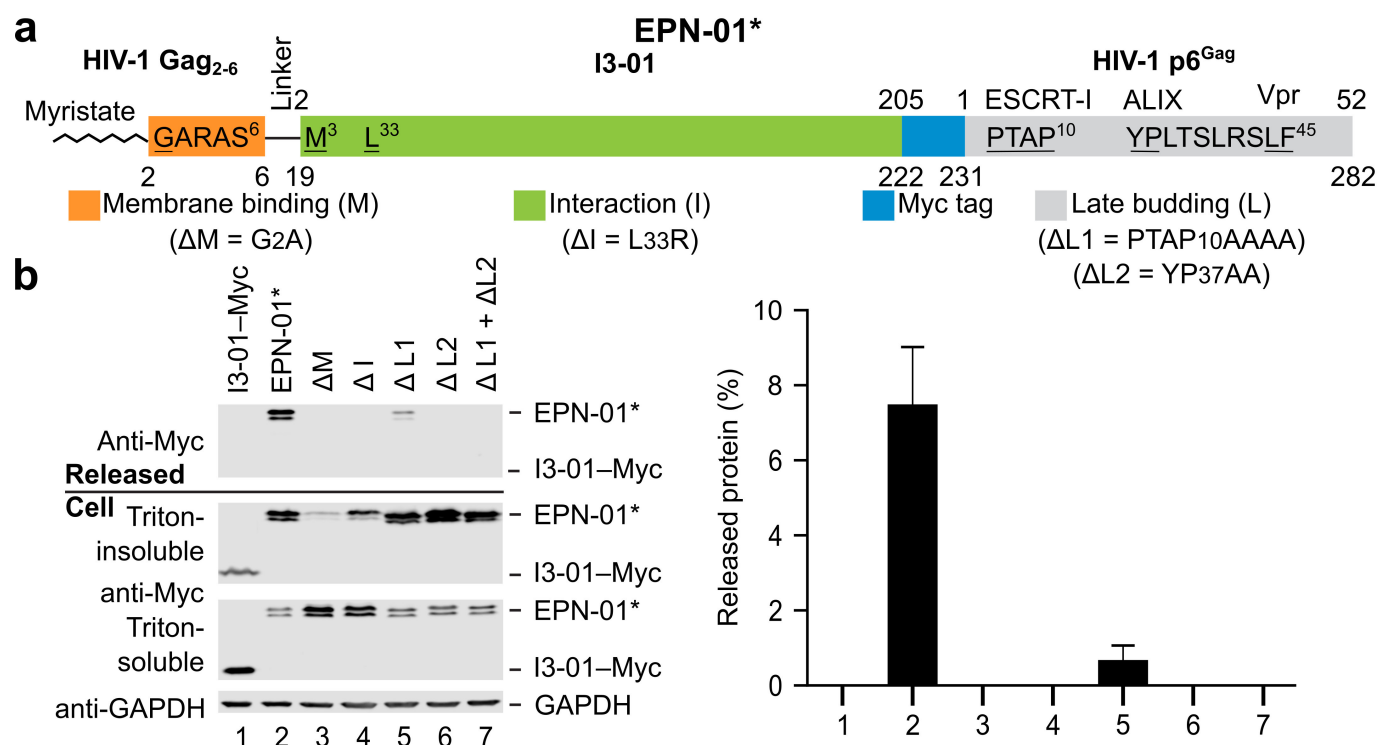 a
EPN-01*
HIV-1 Gag2-6
Linker
I3-01
HIV-1 p6Gag
Myristate
L2
205
1
ESCRT-I
ALIX
Vpr
52
GARAS6
M3
L33
PTAP10
YPLTSLRSLF45
2
6
19
222
231
282
Membrane binding (M)
(ΔM = G2A)
Interaction (I)
(ΔI = L33R)
Myc tag
Late budding (L)
(ΔL1 = PTAP10AAAA)
(ΔL2 = YP37AA)
b
I3-01–Myc
EPN-01*
ΔM
Δ I
Δ L1
Δ L2
Δ L1 + ΔL2
Anti-Myc
Released
EPN-01*
I3-01–Myc
Cell
Triton-
insoluble
anti-Myc
EPN-01*
I3-01–Myc
Triton-
soluble
EPN-01*
I3-01–Myc
anti-GAPDH
GAPDH
1 2 3 4 5 6 7
Released protein (%)
10
8
6
4
2
0
1 2 3 4 5 6 7